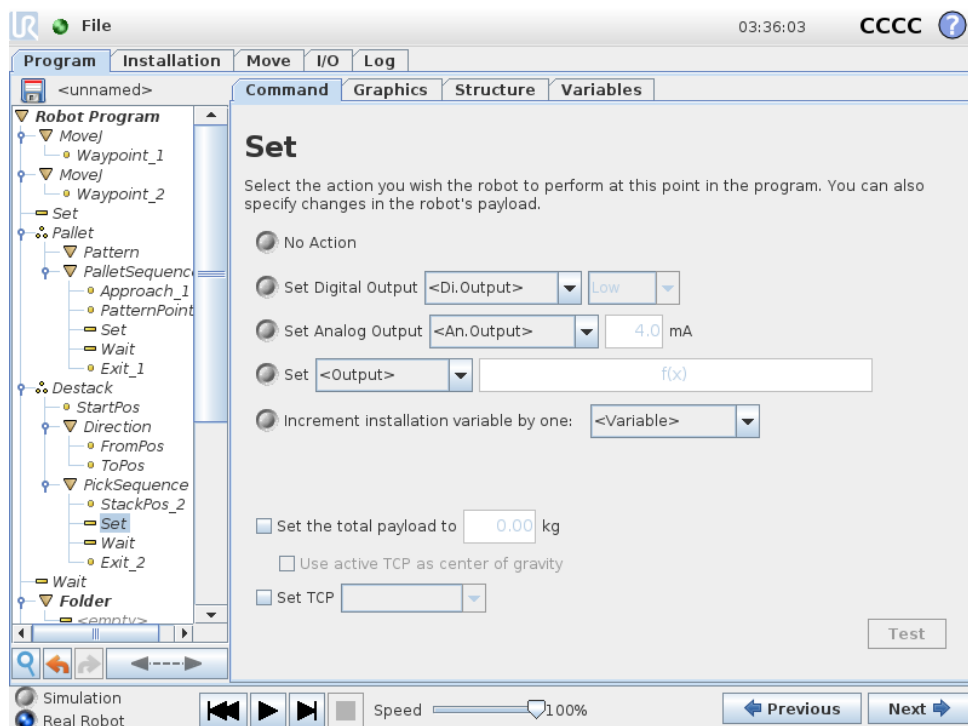 UR File 03:36:03 CCCC ?
Program Installation Move I/O Log
<unnamed> Command Graphics Structure Variables
Robot Program
MoveJ
Waypoint_1
MoveJ
Waypoint_2
Set
Pallet
Pattern
PalletSequenc
Approach_1
PatternPoint
Set
Wait
Exit_1
Destack
StartPos
Direction
FromPos
ToPos
PickSequence
StackPos_2
Set
Wait
Exit_2
Wait
Folder
<empty>
Set
Select the action you wish the robot to perform at this point in the program. You can also
specify changes in the robot's payload.
No Action
Set Digital Output <Di.Output> Low
Set Analog Output <An.Output> 4.0 mA
Set <Output> f(x)
Increment installation variable by one: <Variable>
Set the total payload to 0.00 kg
Use active TCP as center of gravity
Set TCP
Test
Simulation
Real Robot
Speed 100%
Previous Next